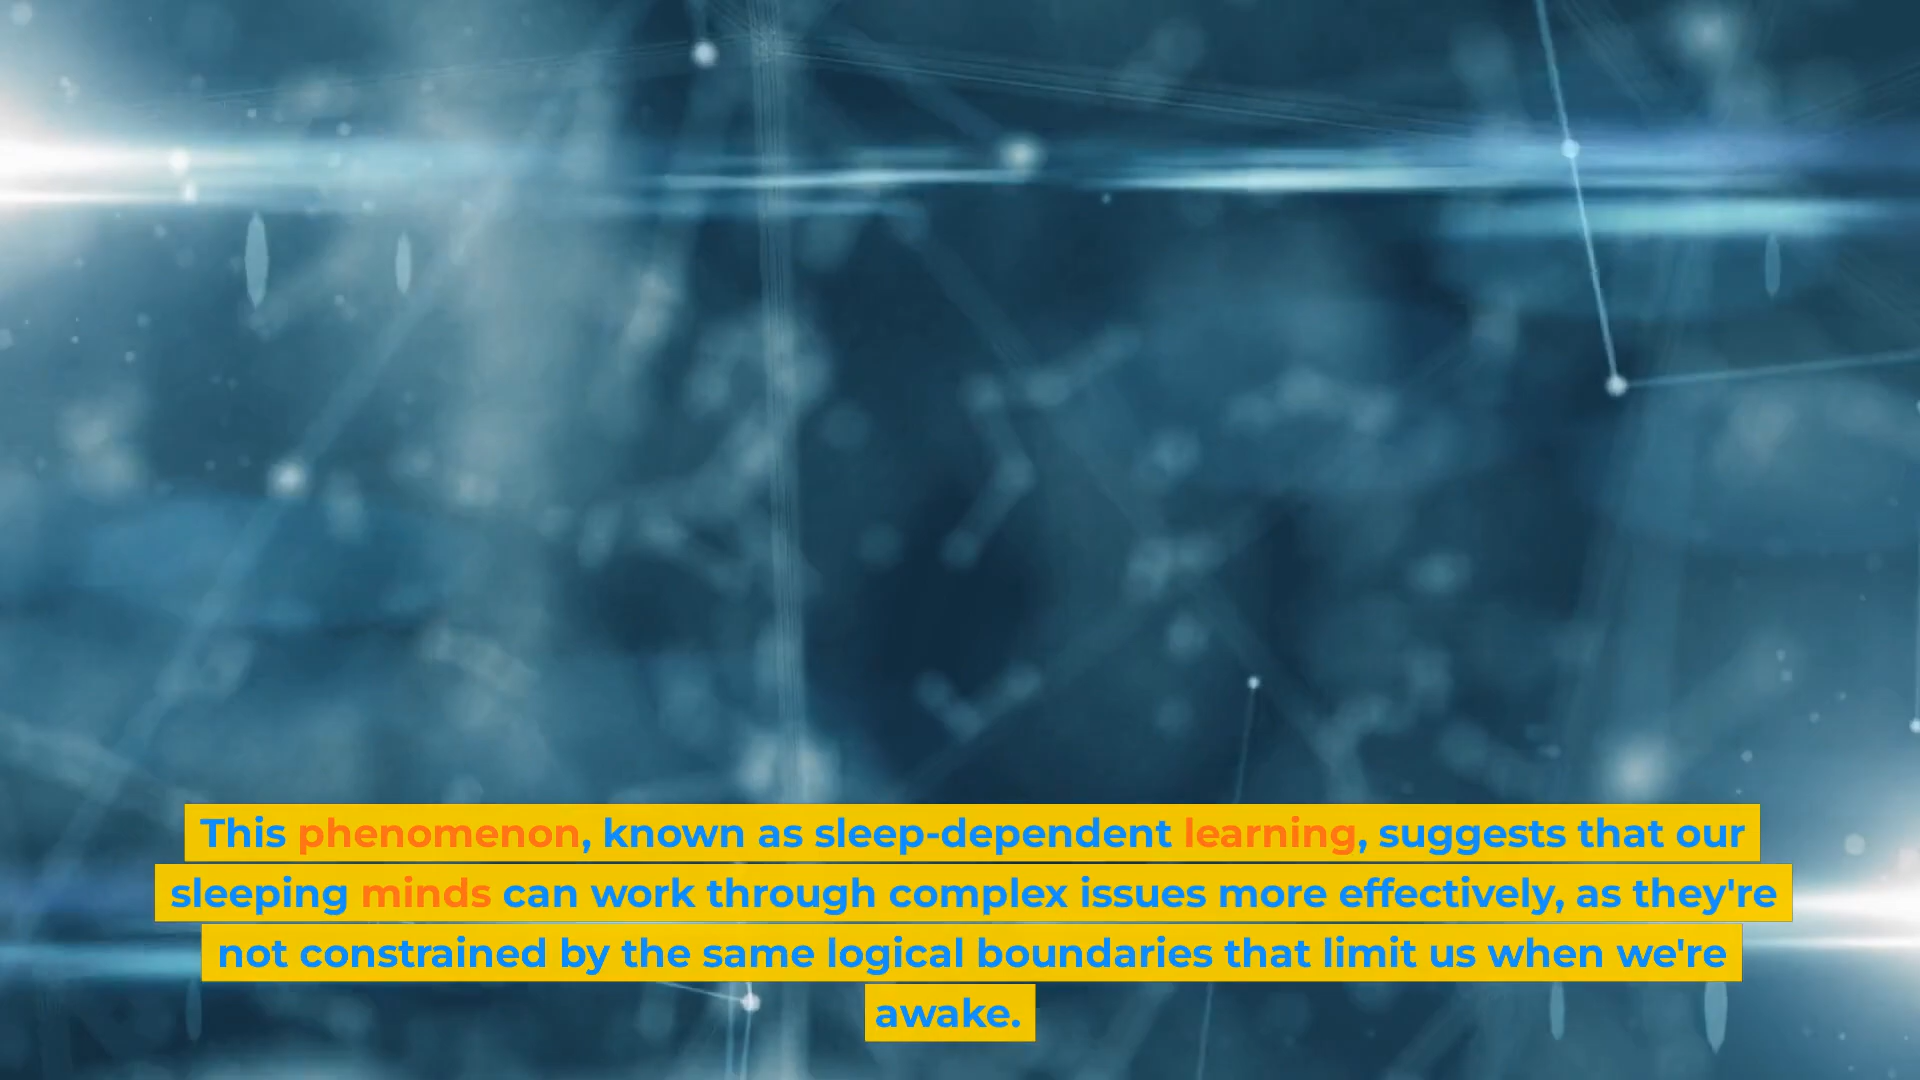 This phenomenon, known as sleep-dependent learning, suggests that our
sleeping minds can work through complex issues more effectively, as they're
not constrained by the same logical boundaries that limit us when we're
awake.